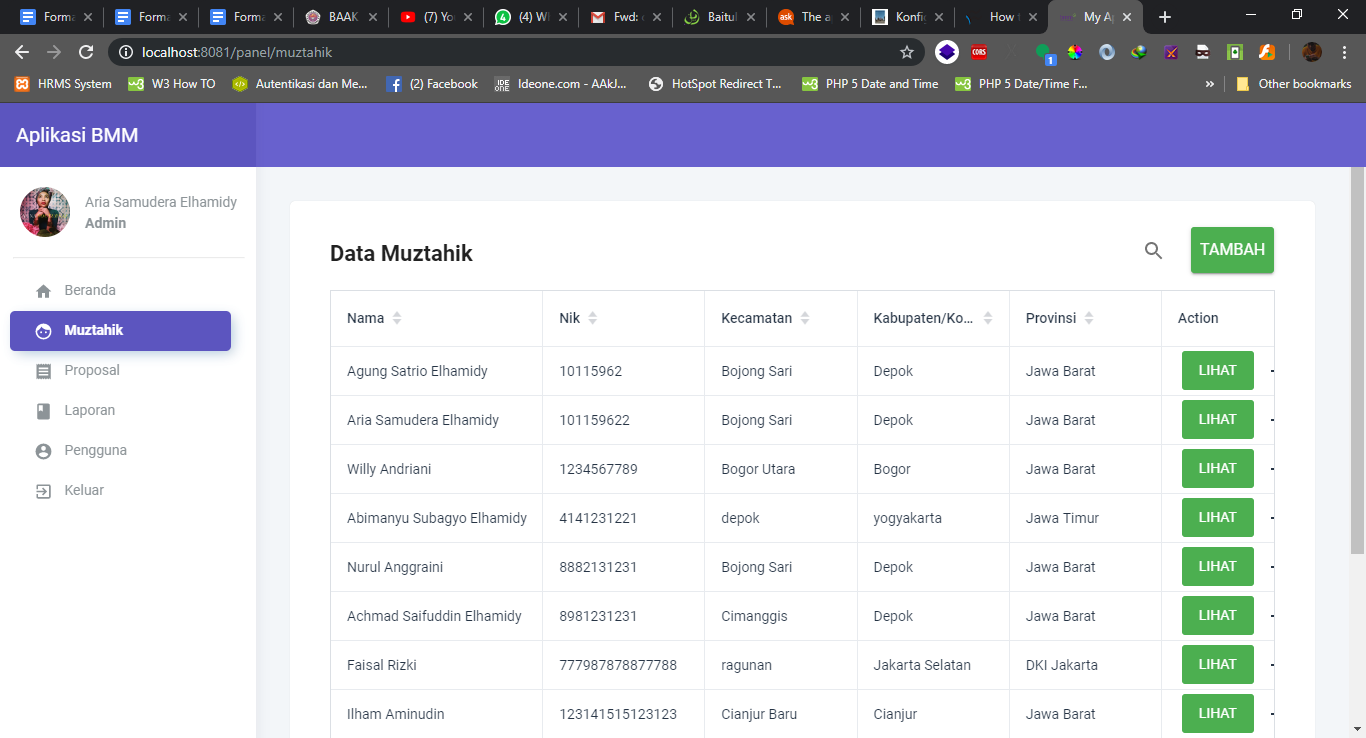 Forma
Forma
Forma
BAAK
(7) Yo
(4) W
Fwd:
Baitul
The a
Konfig
How
My A
localhost:8081/panel/muztahik
HRMS System
W3 How TO
Autentikasi dan Me...
(2) Facebook
Ideone.com - AAkJ...
HotSpot Redirect T...
PHP 5 Date and Time
PHP 5 Date/Time F...
»
Other bookmarks
Aplikasi BMM
Aria Samudera Elhamidy
Admin
Beranda
Muztahik
Proposal
Laporan
Pengguna
Keluar
Data Muztahik
TAMBAH
Nama Nik Kecamatan Kabupaten/Ko... Provinsi Action
Agung Satrio Elhamidy 10115962 Bojong Sari Depok Jawa Barat LIHAT
Aria Samudera Elhamidy 101159622 Bojong Sari Depok Jawa Barat LIHAT
Willy Andriani 1234567789 Bogor Utara Bogor Jawa Barat LIHAT
Abimanyu Subagyo Elhamidy 4141231221 depok yogyakarta Jawa Timur LIHAT
Nurul Anggraini 8882131231 Bojong Sari Depok Jawa Barat LIHAT
Achmad Saifuddin Elhamidy 8981231231 Cimanggis Depok Jawa Barat LIHAT
Faisal Rizki 777987878877788 ragunan Jakarta Selatan DKI Jakarta LIHAT
Ilham Aminudin 123141515123123 Cianjur Baru Cianjur Jawa Barat LIHAT